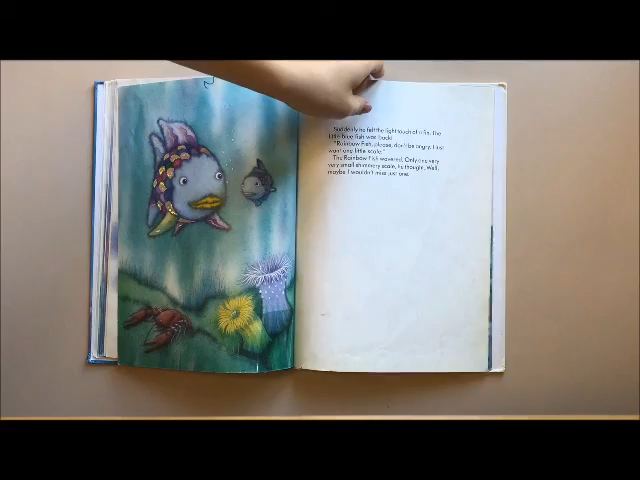 Suddenly he felt the light touch of a fin. The
little blue fish was back!
"Rainbow Fish, please, don't be angry. I just
want one little scale."
The Rainbow Fish wavered. Only one very
very small shimmery scale, he thought. Well,
maybe I wouldn't miss just one.